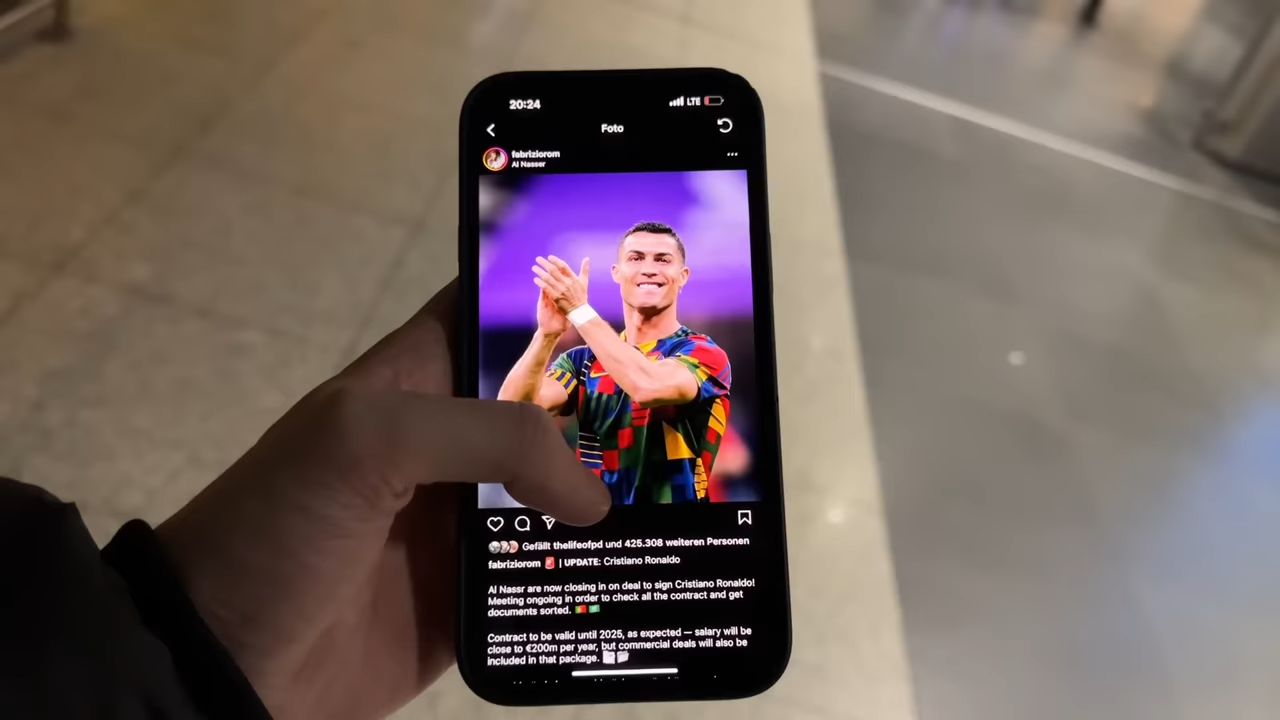 20:24
LTE
Foto
fabriziorom
Al Nasser
Gefällt thelifeofpd und 425.308 weiteren Personen
fabriziorom 🚨 | UPDATE: Cristiano Ronaldo
Al Nassr are now closing in on deal to sign Cristiano Ronaldo!
Meeting ongoing in order to check all the contract and get
documents sorted. 🇵🇹🇸🇦
Contract to be valid until 2025, as expected — salary will be
close to €200m per year, but commercial deals will also be
included in that package.